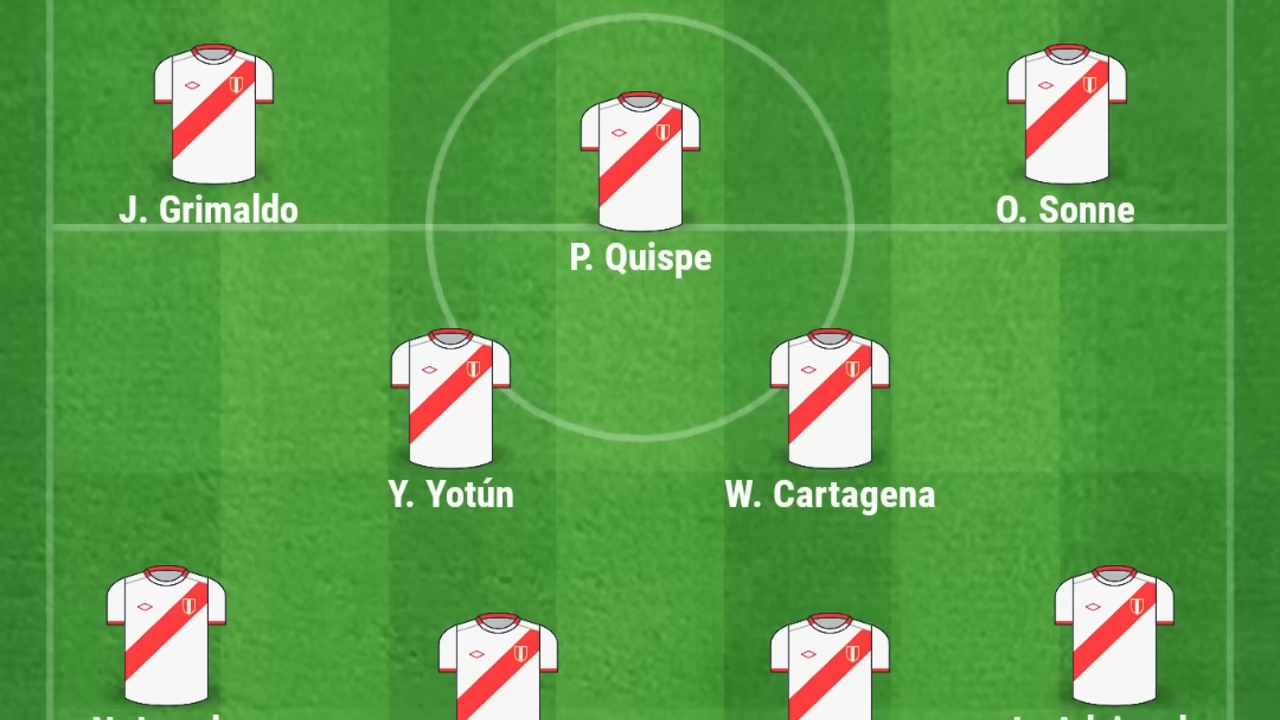 J. Grimaldo
O. Sonne
P. Quispe
Y. Yotún
W. Cartagena